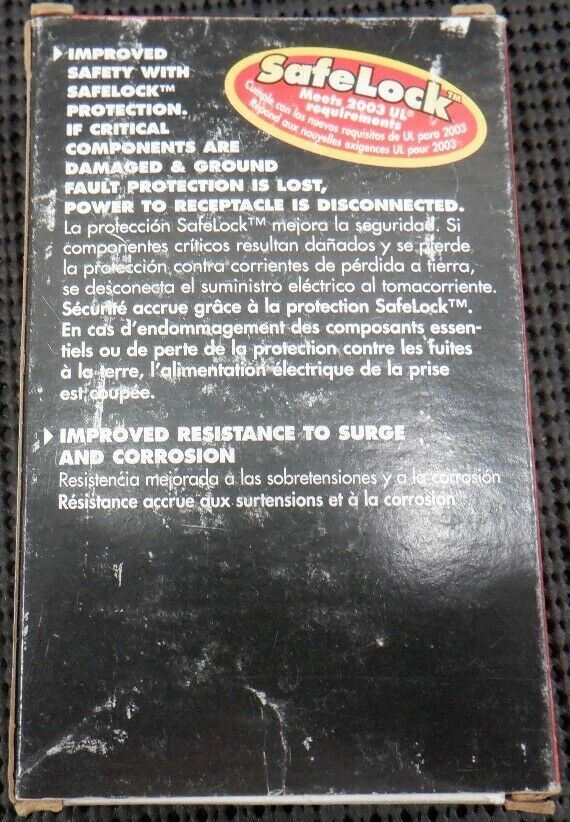 IMPROVED
SAFETY WITH
SAFELOCK™
PROTECTION.
IF CRITICAL
COMPONENTS ARE
DAMAGED & GROUND
FAULT PROTECTION IS LOST,
POWER TO RECEPTACLE IS DISCONNECTED.
SafeLock™
Meets 2003 UL®
requirements
Cumple con los nuevos requisitos de UL para 2003
Répond aux nouvelles exigences UL pour 2003
La protección SafeLock™ mejora la seguridad. Si
componentes críticos resultan dañados y se pierde
la protección contra corrientes de pérdida a tierra,
se desconecta el suministro eléctrico al tomacorriente.
Sécurité accrue grâce à la protection SafeLock™.
En cas d'endommagement des composants essen-
tiels ou de perte de la protection contre les fuites
à la terre, l'alimentation électrique de la prise
est coupée.
IMPROVED RESISTANCE TO SURGE
AND CORROSION
Resistencia mejorada a las sobretensiones y a la corrosión
Résistance accrue aux surtensions et à la corrosion